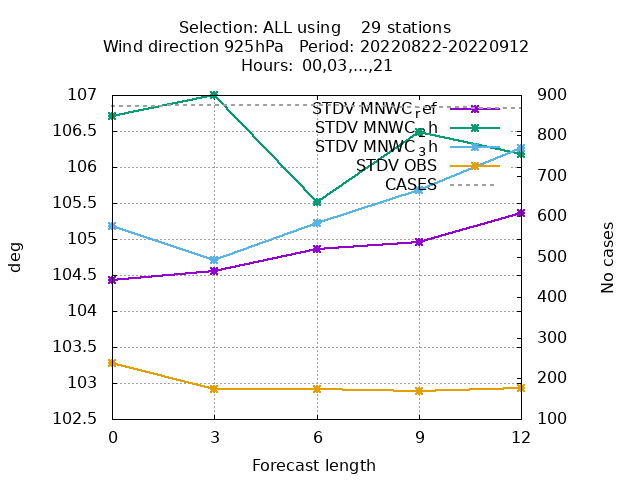 Selection: ALL using 29 stations
Wind direction 925hPa Period: 20220822-20220912
Hours: 00,03,...,21
107
106.5
106
105.5
105
104.5
104
103.5
103
102.5
deg
900
800
700
600
500
400
300
200
100
No cases
STDV MNWC_ref
STDV MNWC h
STDV MNWC_3h
STDV OBS
CASES
0 3 6 9 12
Forecast length